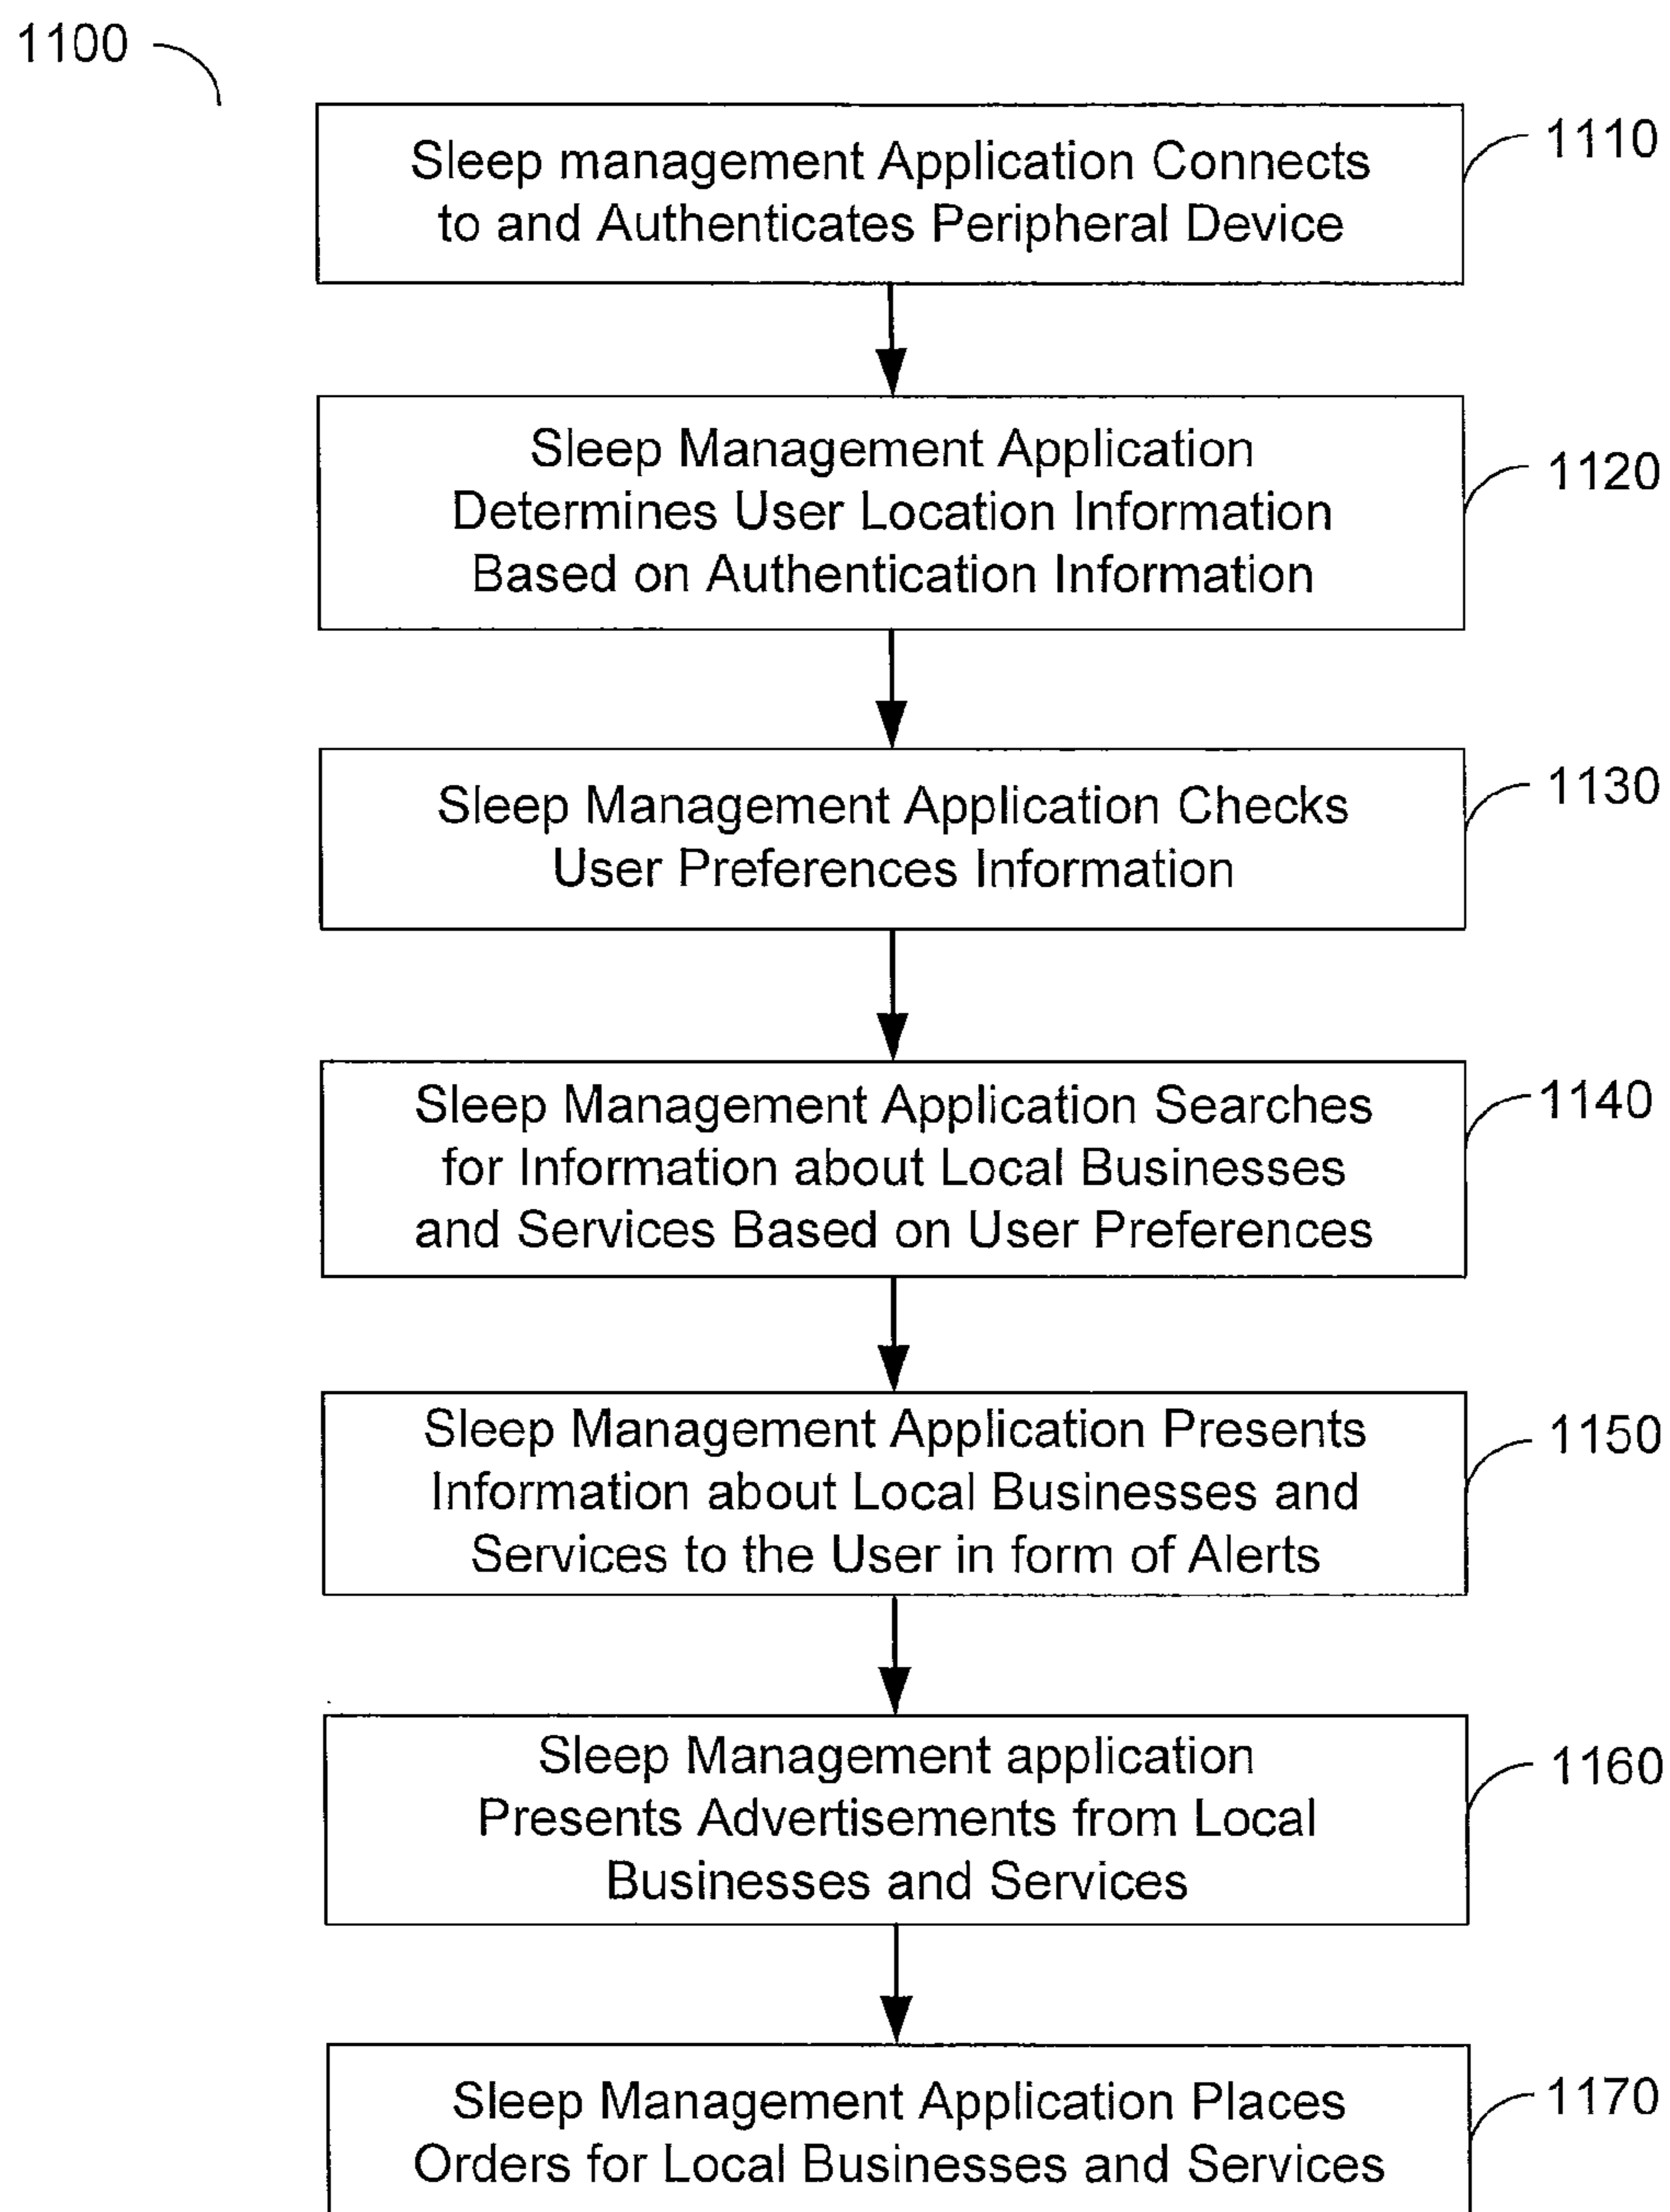 1100
Sleep management Application Connects
to and Authenticates Peripheral Device
1110
Sleep Management Application
Determines User Location Information
Based on Authentication Information
1120
Sleep Management Application Checks
User Preferences Information
1130
Sleep Management Application Searches
for Information about Local Businesses
and Services Based on User Preferences
1140
Sleep Management Application Presents
Information about Local Businesses and
Services to the User in form of Alerts
1150
Sleep Management application
Presents Advertisements from Local
Businesses and Services
1160
Sleep Management Application Places
Orders for Local Businesses and Services
1170